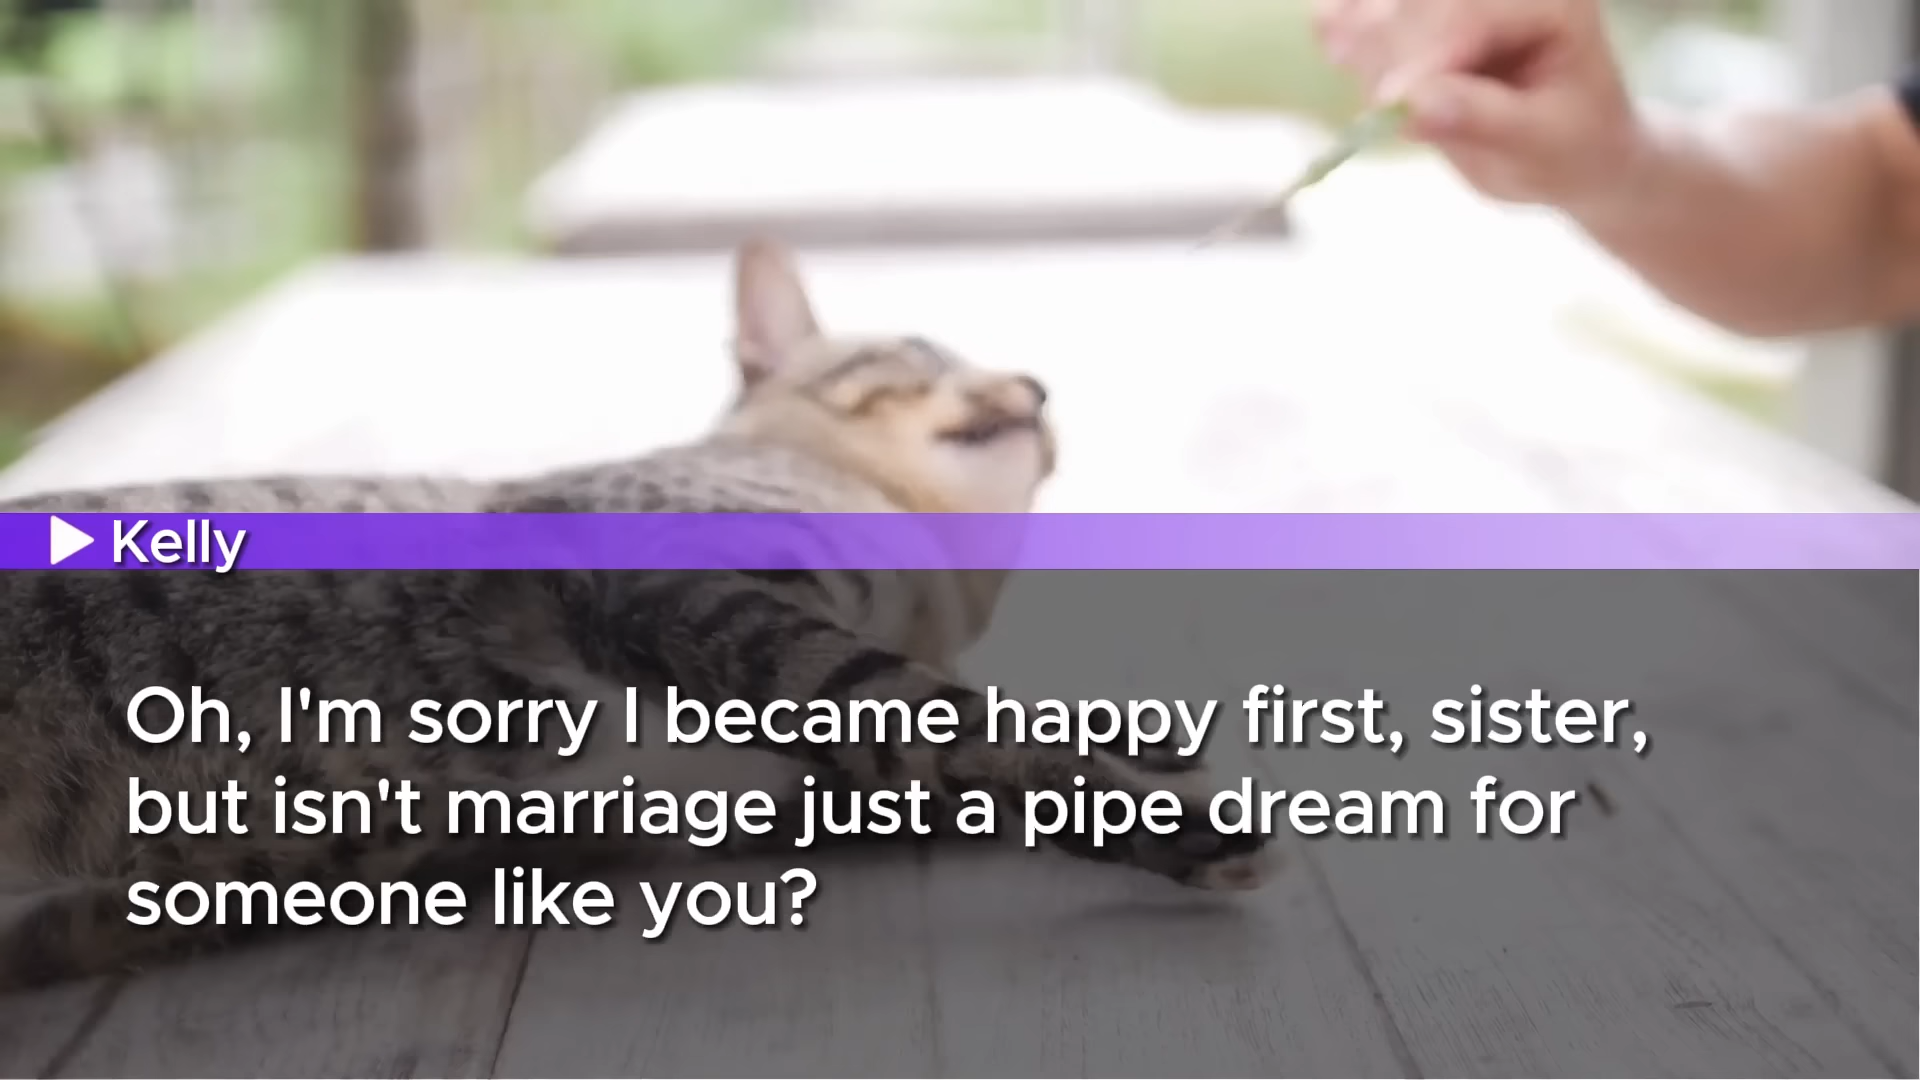 Kelly
Oh, I'm sorry I became happy first, sister,
but isn't marriage just a pipe dream for
someone like you?